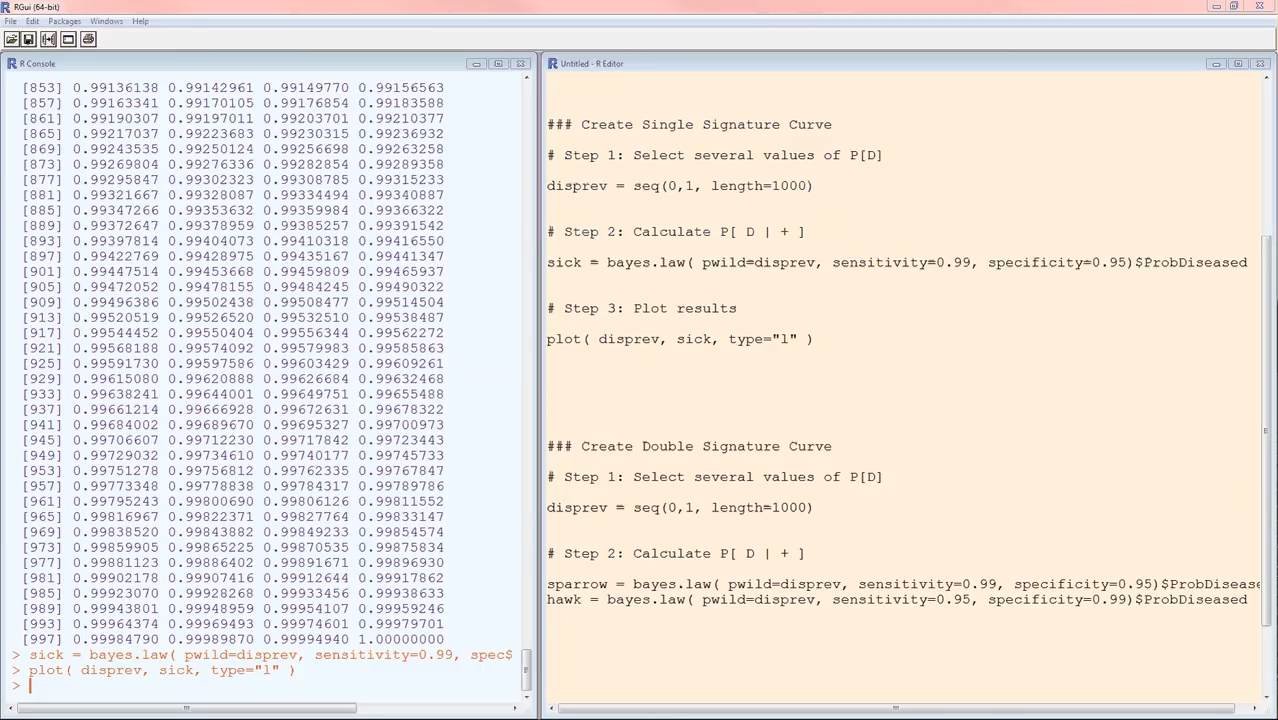 RGui (64-bit)
File Edit Packages Windows Help
R Console
[853] 0.99136138 0.99142961 0.99149770 0.99156563
[857] 0.99163341 0.99170105 0.99176854 0.99183588
[861] 0.99190307 0.99197011 0.99203701 0.99210377
[865] 0.99217037 0.99223683 0.99230315 0.99236932
[869] 0.99243535 0.99250124 0.99256698 0.99263258
[873] 0.99269804 0.99276336 0.99282854 0.99289358
[877] 0.99295847 0.99302323 0.99308785 0.99315233
[881] 0.99321667 0.99328087 0.99334494 0.99340887
[885] 0.99347266 0.99353632 0.99359984 0.99366322
[889] 0.99372647 0.99378959 0.99385257 0.99391542
[893] 0.99397814 0.99404073 0.99410318 0.99416550
[897] 0.99422769 0.99428975 0.99435167 0.99441347
[901] 0.99447514 0.99453668 0.99459809 0.99465937
[905] 0.99472052 0.99478155 0.99484245 0.99490322
[909] 0.99496386 0.99502438 0.99508477 0.99514504
[913] 0.99520519 0.99526520 0.99532510 0.99538487
[917] 0.99544452 0.99550404 0.99556344 0.99562272
[921] 0.99568188 0.99574092 0.99579983 0.99585863
[925] 0.99591730 0.99597586 0.99603429 0.99609261
[929] 0.99615080 0.99620888 0.99626684 0.99632468
[933] 0.99638241 0.99644001 0.99649751 0.99655488
[937] 0.99661214 0.99666928 0.99672631 0.99678322
[941] 0.99684002 0.99689670 0.99695327 0.99700973
[945] 0.99706607 0.99712230 0.99717842 0.99723443
[949] 0.99729032 0.99734610 0.99740177 0.99745733
[953] 0.99751278 0.99756812 0.99762335 0.99767847
[957] 0.99773348 0.99778838 0.99784317 0.99789786
[961] 0.99795243 0.99800690 0.99806126 0.99811552
[965] 0.99816967 0.99822371 0.99827764 0.99833147
[969] 0.99838520 0.99843882 0.99849233 0.99854574
[973] 0.99859905 0.99865225 0.99870535 0.99875834
[977] 0.99881123 0.99886402 0.99891671 0.99896930
[981] 0.99902178 0.99907416 0.99912644 0.99917862
[985] 0.99923070 0.99928268 0.99933456 0.99938633
[989] 0.99943801 0.99948959 0.99954107 0.99959246
[993] 0.99964374 0.99969493 0.99974601 0.99979701
[997] 0.99984790 0.99989870 0.99994940 1.00000000
> sick = bayes.law( pwild=disprev, sensitivity=0.99, spec$
> plot( disprev, sick, type="l" )
>
Untitled - R Editor
### Create Single Signature Curve
# Step 1: Select several values of P[D]
disprev = seq(0,1, length=1000)
# Step 2: Calculate P[ D | + ]
sick = bayes.law( pwild=disprev, sensitivity=0.99, specificity=0.95)$ProbDiseased
# Step 3: Plot results
plot( disprev, sick, type="l" )
### Create Double Signature Curve
# Step 1: Select several values of P[D]
disprev = seq(0,1, length=1000)
# Step 2: Calculate P[ D | + ]
sparrow = bayes.law( pwild=disprev, sensitivity=0.99, specificity=0.95)$ProbDisease
hawk = bayes.law( pwild=disprev, sensitivity=0.95, specificity=0.99)$ProbDiseased